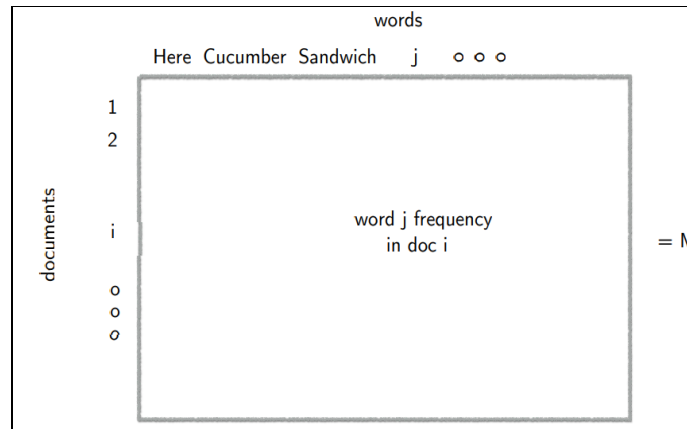 words
Here Cucumber Sandwich j o o o
1
2
documents
i
word j frequency
in doc i
= M
o
o
o